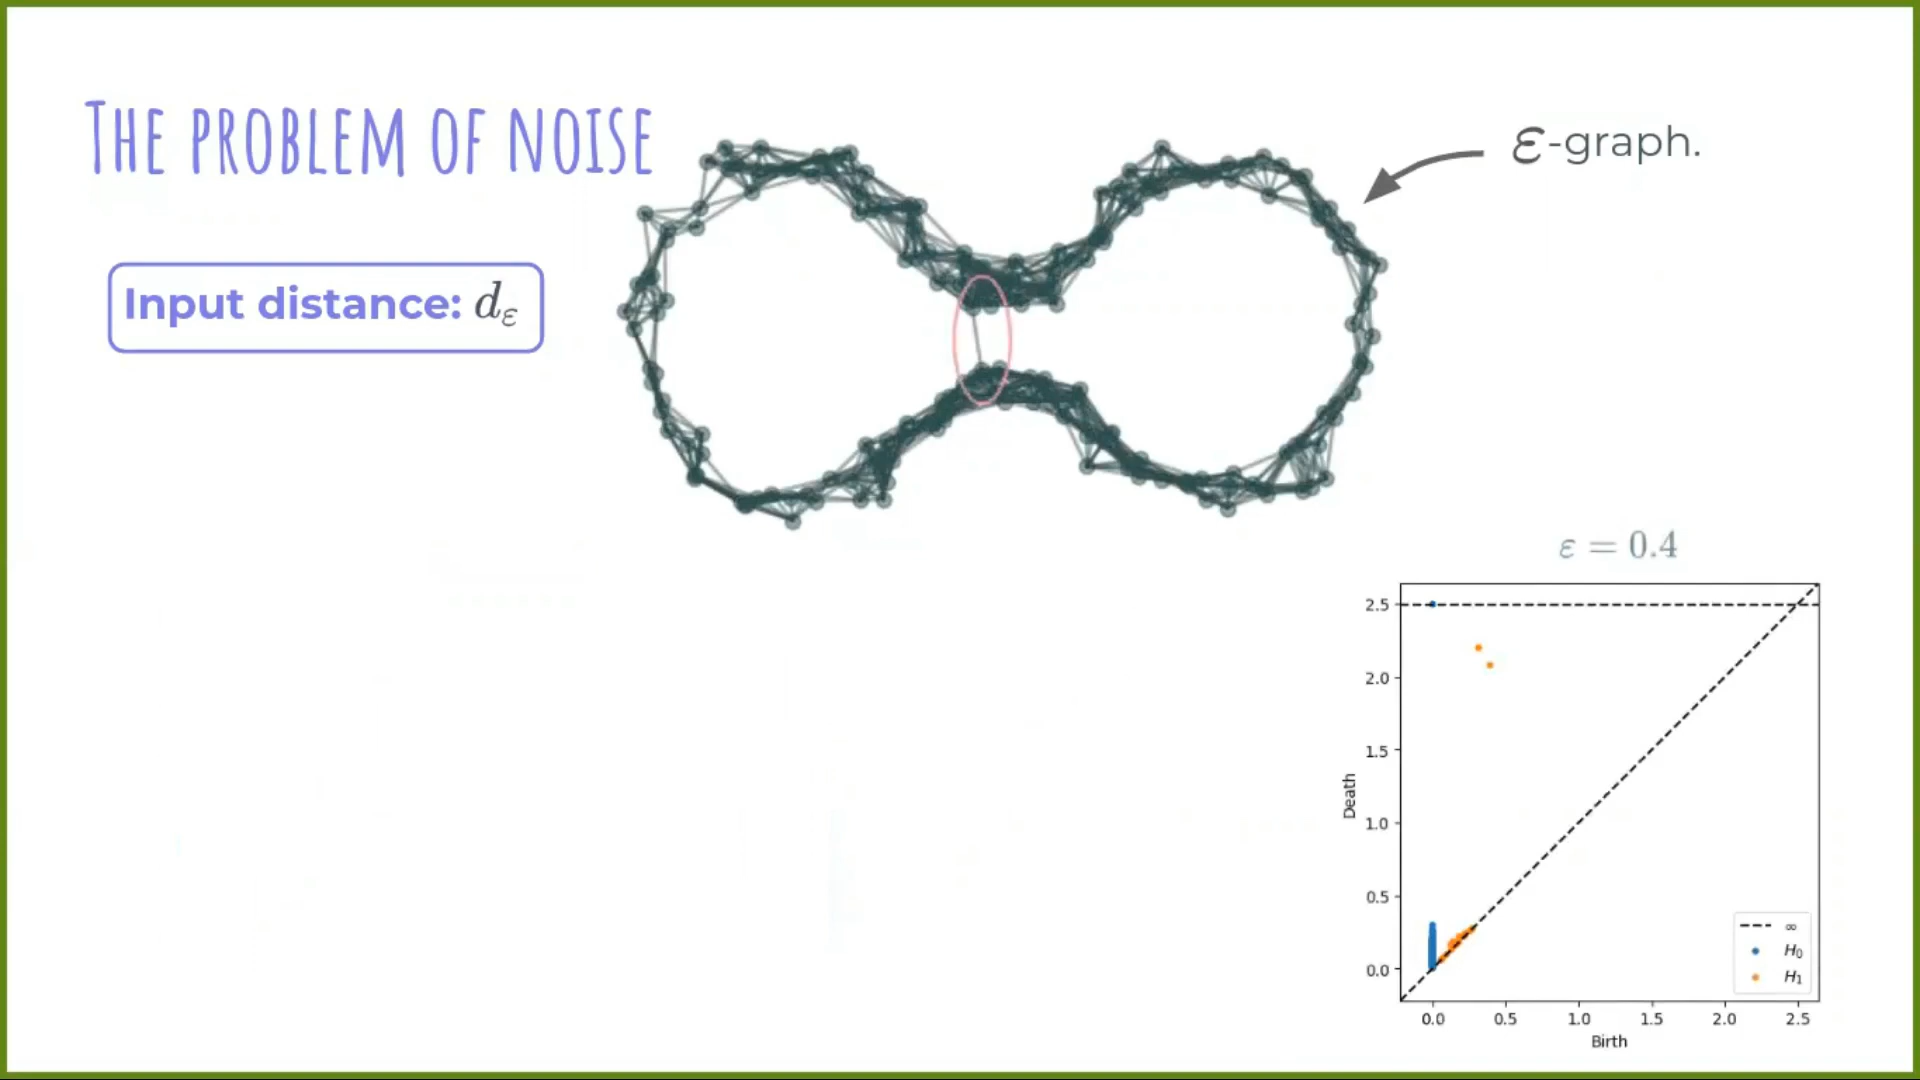 THE PROBLEM OF NOISE
ε-graph.
Input distance: dε
ε = 0.4
2.5
2.0
1.5
1.0
0.5
0.0
Death
∞
H0
H1
0.0 0.5 1.0 1.5 2.0 2.5
Birth